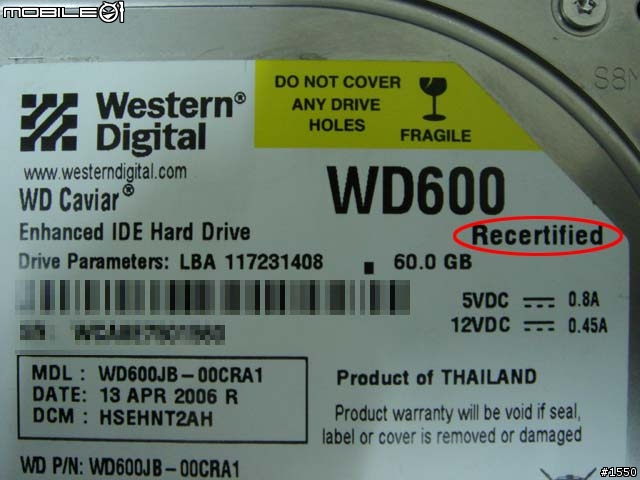 MOBILE01
DO NOT COVER
ANY DRIVE
HOLES
FRAGILE
Western®
Digital
www.westerndigital.com
WD Caviar®
WD600
Enhanced IDE Hard Drive
Recertified
Drive Parameters: LBA 117231408 . 60.0 GB
5VDC 0.8A
12VDC 0.45A
MDL: WD600JB-00CRA1
DATE: 13 APR 2006 R
DCM: HSEHNT2AH
Product of THAILAND
Product warranty will be void if seal,
label or cover is removed or damaged
WD P/N: WD600JB-00CRA1
#1550